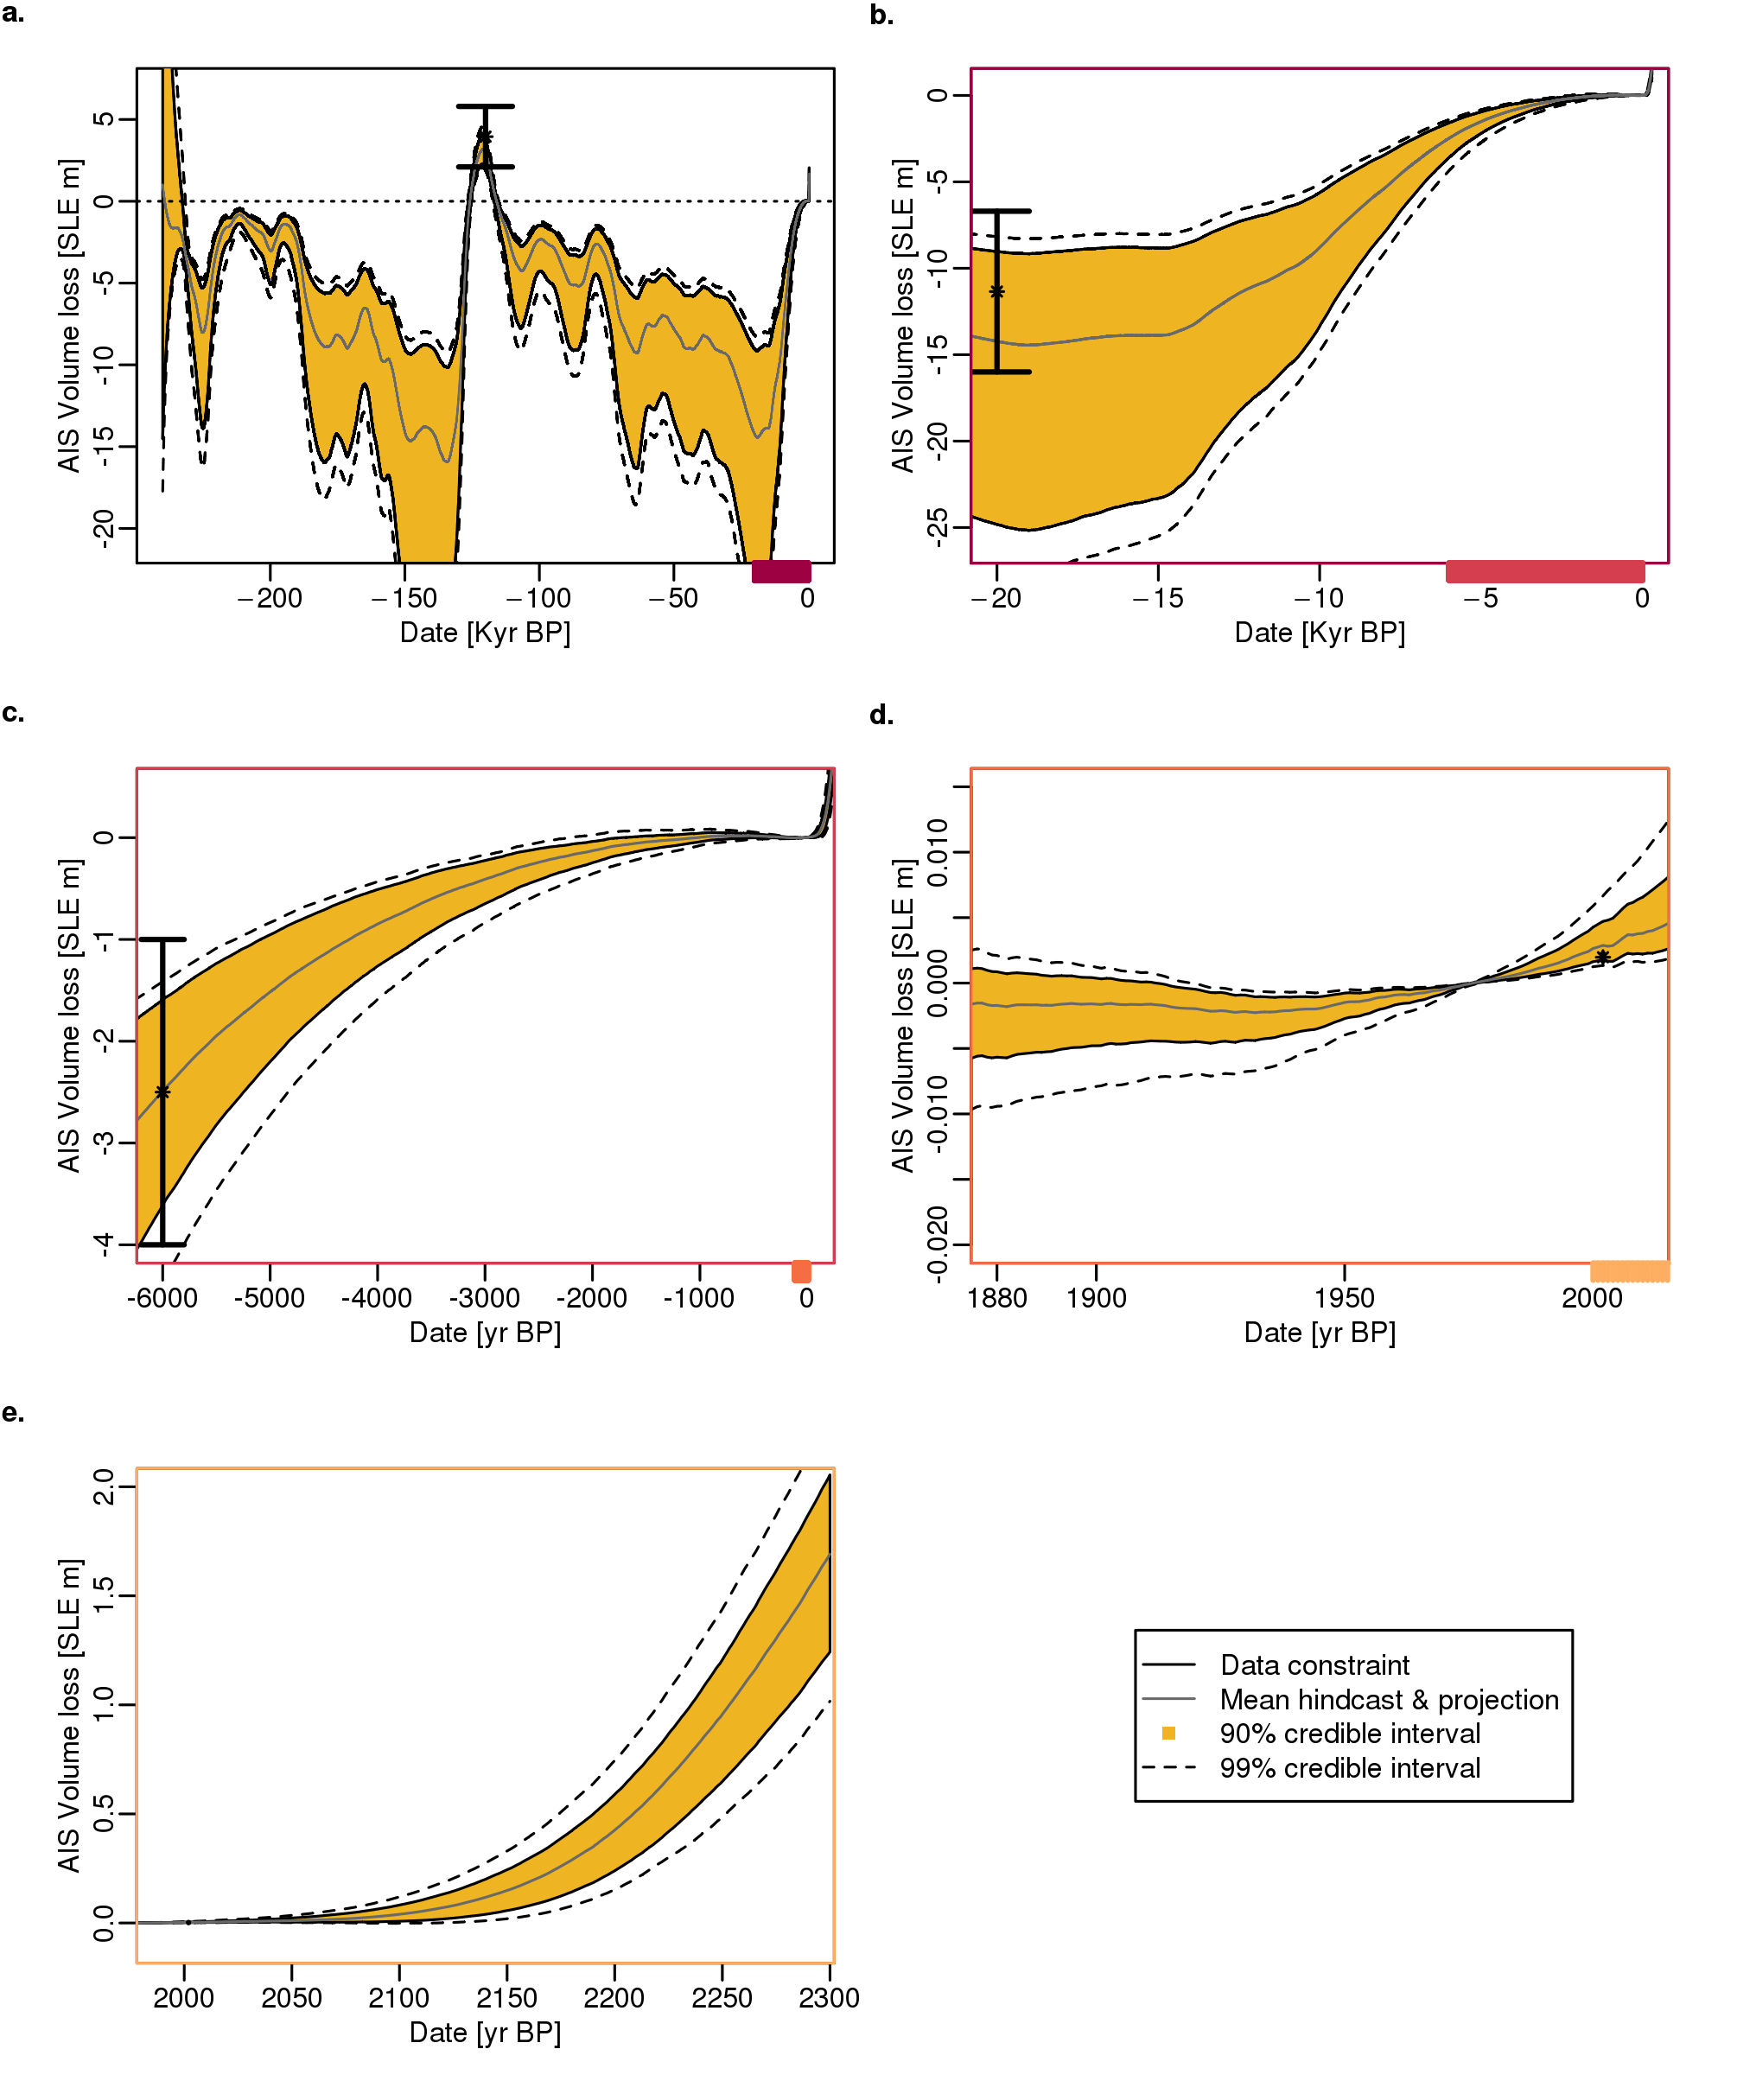 a.
AIS Volume loss [SLE m]
5
0
-5
-10
-15
-20
−200 −150 −100 −50 0
Date [Kyr BP]
b.
AIS Volume loss [SLE m]
0
-5
-10
-15
-20
-25
−20 −15 −10 −5 0
Date [Kyr BP]
c.
AIS Volume loss [SLE m]
0
-1
-2
-3
-4
-6000 -5000 -4000 -3000 -2000 -1000 0
Date [yr BP]
d.
AIS Volume loss [SLE m]
0.010
0.000
-0.010
-0.020
1880 1900 1950 2000
Date [yr BP]
e.
AIS Volume loss [SLE m]
2.0
1.5
1.0
0.5
0.0
2000 2050 2100 2150 2200 2250 2300
Date [yr BP]
Data constraint
Mean hindcast & projection
90% credible interval
99% credible interval